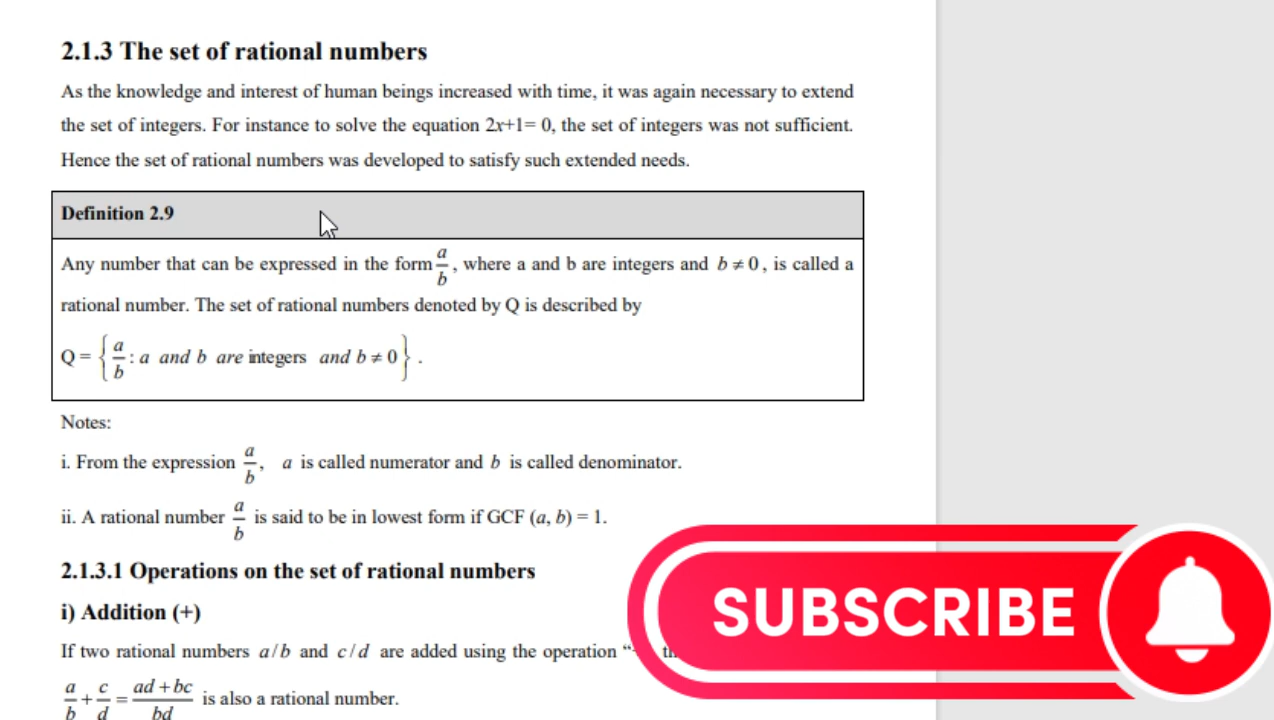 2.1.3 The set of rational numbers
As the knowledge and interest of human beings increased with time, it was again necessary to extend
the set of integers. For instance to solve the equation 2x+1= 0, the set of integers was not sufficient.
Hence the set of rational numbers was developed to satisfy such extended needs.
Definition 2.9
Any number that can be expressed in the form a/b, where a and b are integers and b ≠ 0, is called a
rational number. The set of rational numbers denoted by Q is described by
Q = {a/b : a and b are integers and b ≠ 0} .
Notes:
i. From the expression a/b, a is called numerator and b is called denominator.
ii. A rational number a/b is said to be in lowest form if GCF (a, b) = 1.
2.1.3.1 Operations on the set of rational numbers
i) Addition (+)
If two rational numbers a/b and c/d are added using the operation “
a/b + c/d = ad + bc/bd is also a rational number.
SUBSCRIBE